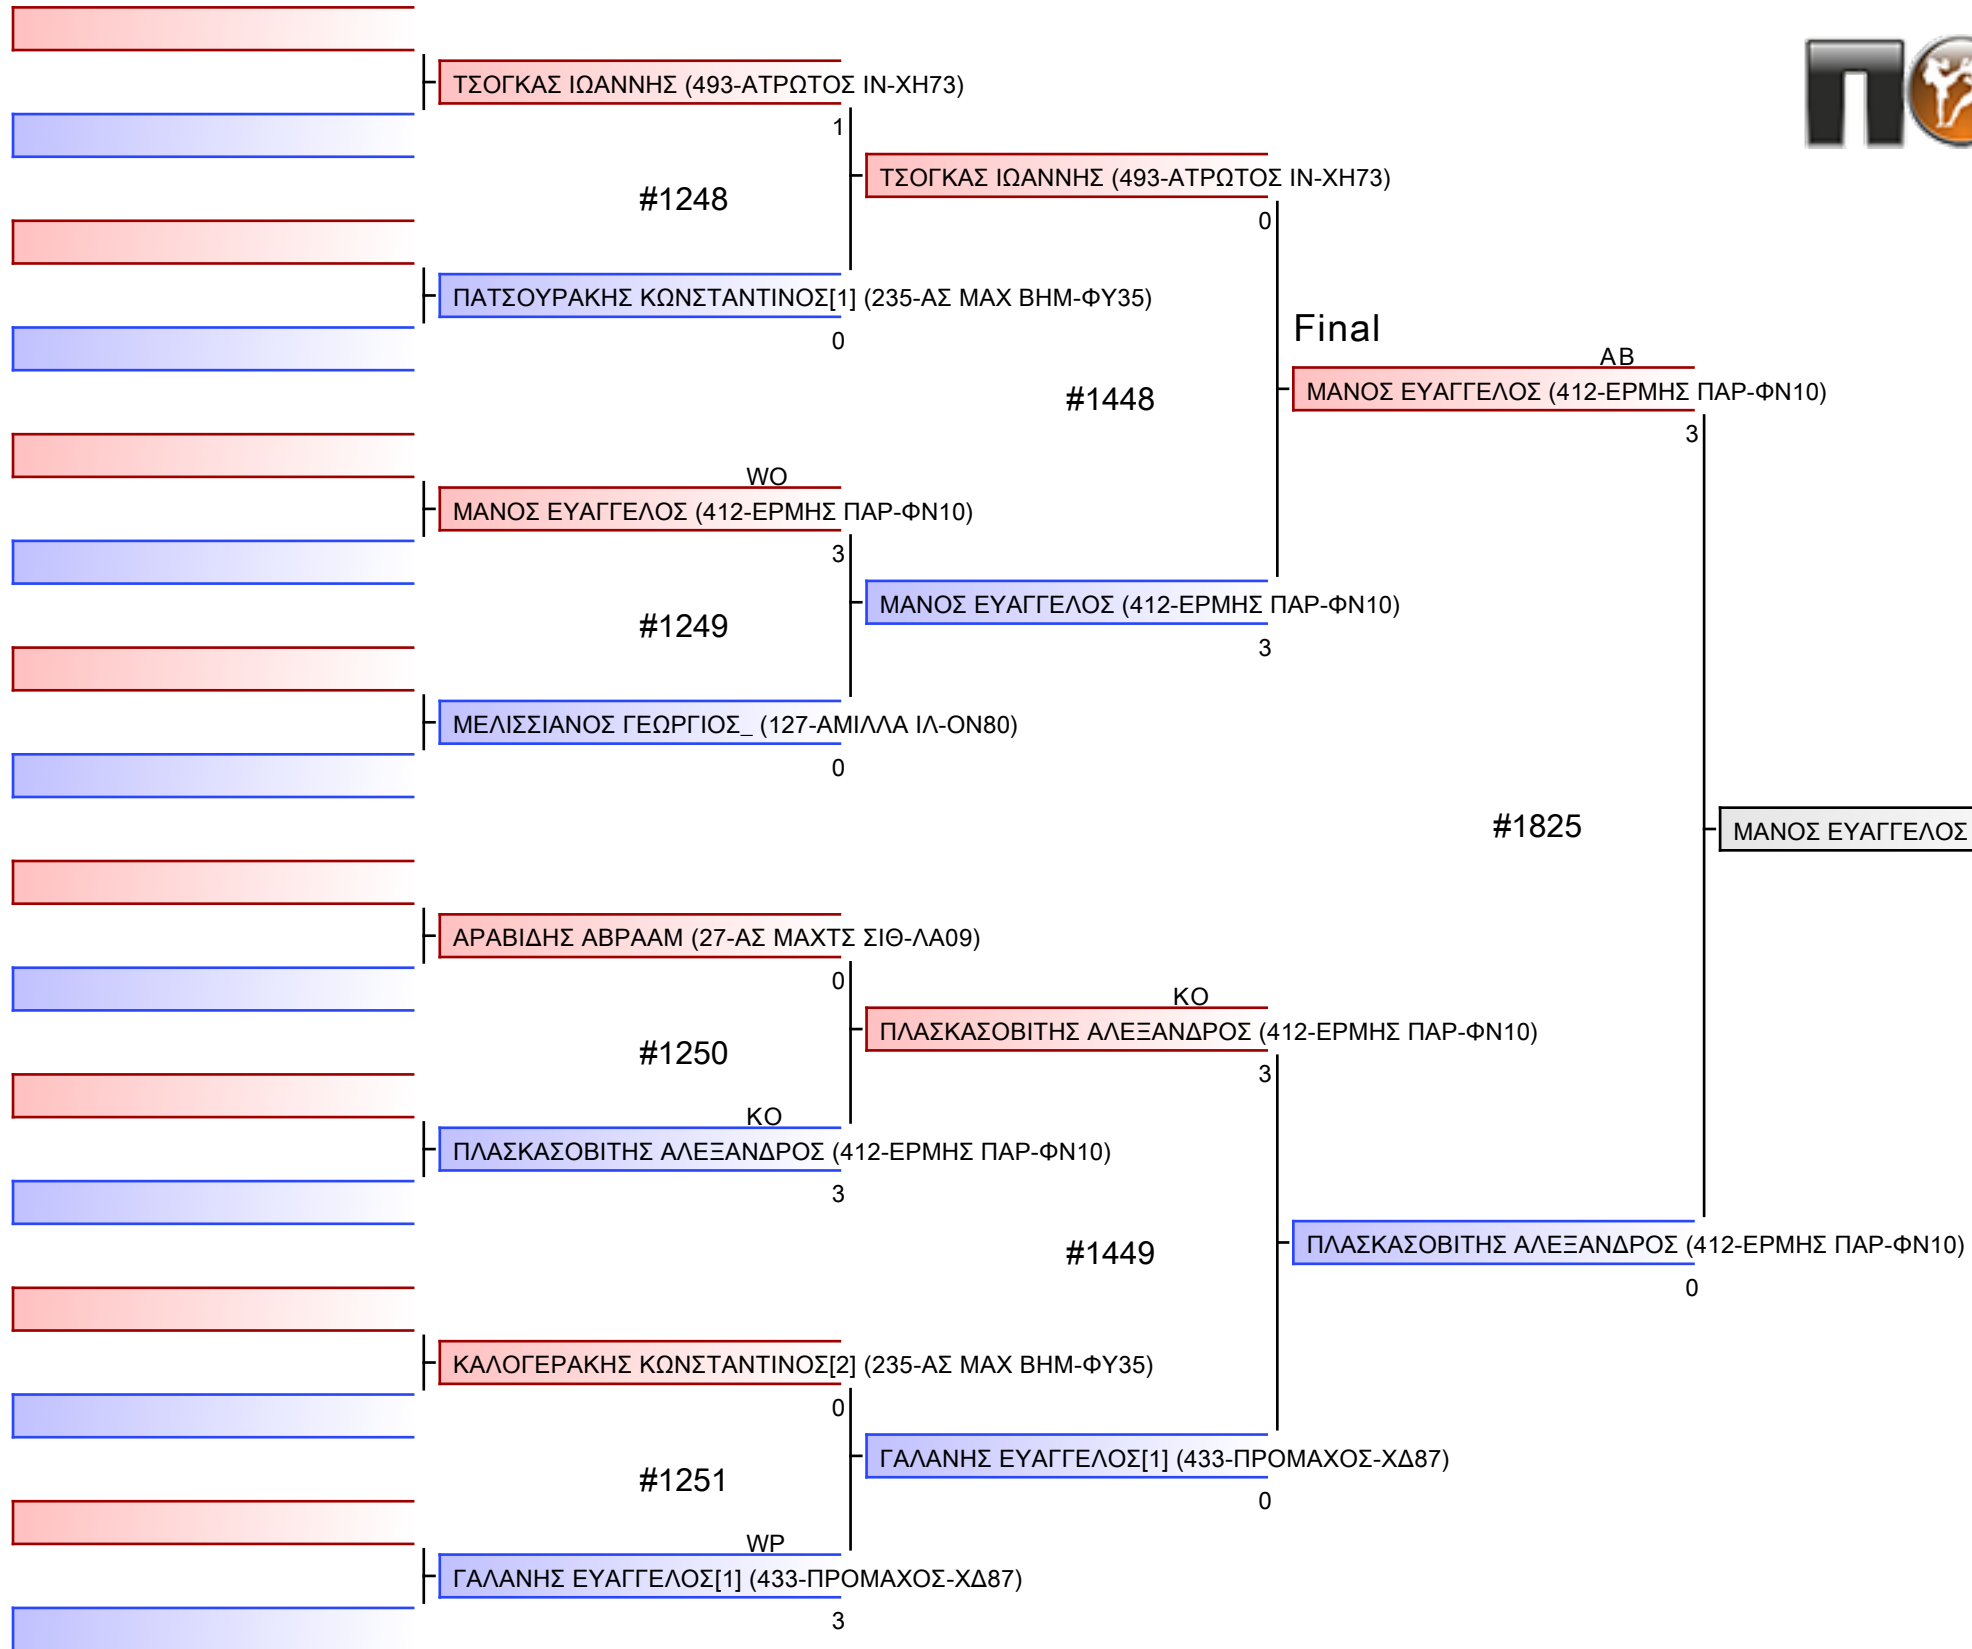 ΤΣΟΓΚΑΣ ΙΩΑΝΝΗΣ (493-ΑΤΡΩΤΟΣ ΙΝ-ΧΗ73)
1
ΤΣΟΓΚΑΣ ΙΩΑΝΝΗΣ (493-ΑΤΡΩΤΟΣ ΙΝ-ΧΗ73)
#1248
0
ΠΑΤΣΟΥΡΑΚΗΣ ΚΩΝΣΤΑΝΤΙΝΟΣ[1] (235-ΑΣ ΜΑΧ ΒΗΜ-ΦΥ35)
0
Final
AB
ΜΑΝΟΣ ΕΥΑΓΓΕΛΟΣ (412-ΕΡΜΗΣ ΠΑΡ-ΦΝ10)
#1448
3
WO
ΜΑΝΟΣ ΕΥΑΓΓΕΛΟΣ (412-ΕΡΜΗΣ ΠΑΡ-ΦΝ10)
3
ΜΑΝΟΣ ΕΥΑΓΓΕΛΟΣ (412-ΕΡΜΗΣ ΠΑΡ-ΦΝ10)
#1249
3
ΜΕΛΙΣΣΙΑΝΟΣ ΓΕΩΡΓΙΟΣ_ (127-ΑΜΙΛΛΑ ΙΛ-ΟΝ80)
0
#1825
ΜΑΝΟΣ ΕΥΑΓΓΕΛΟΣ
ΑΡΑΒΙΔΗΣ ΑΒΡΑΑΜ (27-ΑΣ ΜΑΧΤΣ ΣΙΘ-ΛΑ09)
0
KO
ΠΛΑΣΚΑΣΟΒΙΤΗΣ ΑΛΕΞΑΝΔΡΟΣ (412-ΕΡΜΗΣ ΠΑΡ-ΦΝ10)
#1250
3
KO
ΠΛΑΣΚΑΣΟΒΙΤΗΣ ΑΛΕΞΑΝΔΡΟΣ (412-ΕΡΜΗΣ ΠΑΡ-ΦΝ10)
3
#1449
ΠΛΑΣΚΑΣΟΒΙΤΗΣ ΑΛΕΞΑΝΔΡΟΣ (412-ΕΡΜΗΣ ΠΑΡ-ΦΝ10)
0
ΚΑΛΟΓΕΡΑΚΗΣ ΚΩΝΣΤΑΝΤΙΝΟΣ[2] (235-ΑΣ ΜΑΧ ΒΗΜ-ΦΥ35)
0
ΓΑΛΑΝΗΣ ΕΥΑΓΓΕΛΟΣ[1] (433-ΠΡΟΜΑΧΟΣ-ΧΔ87)
#1251
0
WP
ΓΑΛΑΝΗΣ ΕΥΑΓΓΕΛΟΣ[1] (433-ΠΡΟΜΑΧΟΣ-ΧΔ87)
3